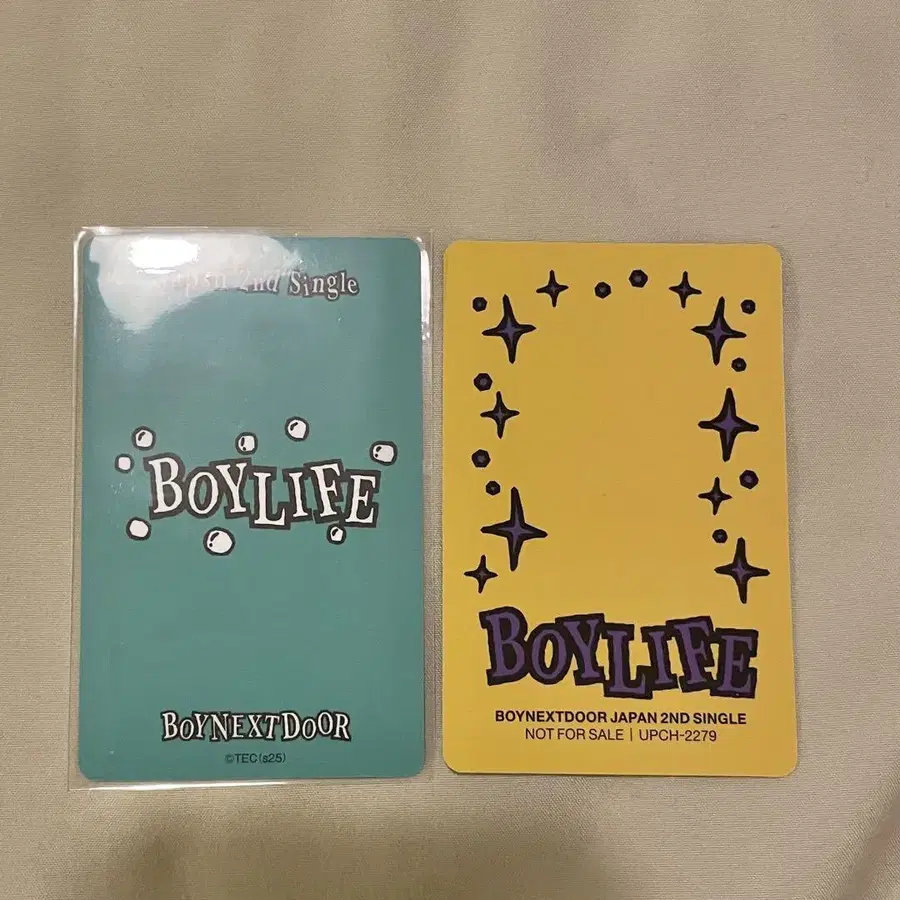 2nd Single
BOYLIFE
BOYNEXTDOOR
©TEC(s25)
BOYLIFE
BOYNEXTDOOR JAPAN 2ND SINGLE
NOT FOR SALE | UPCH-2279